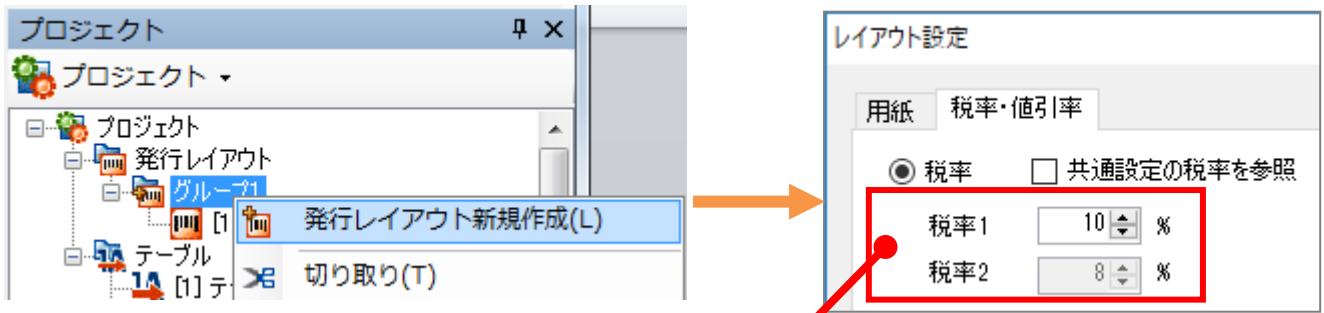 プロジェクト
プロジェクト
プロジェクト
発行レイアウト
グループ1
[1
発行レイアウト新規作成(L)
テーブル
[1] テ
切り取り(T)
レイアウト設定
用紙 税率・値引率
税率 共通設定の税率を参照
税率1 10 %
税率2 8 %